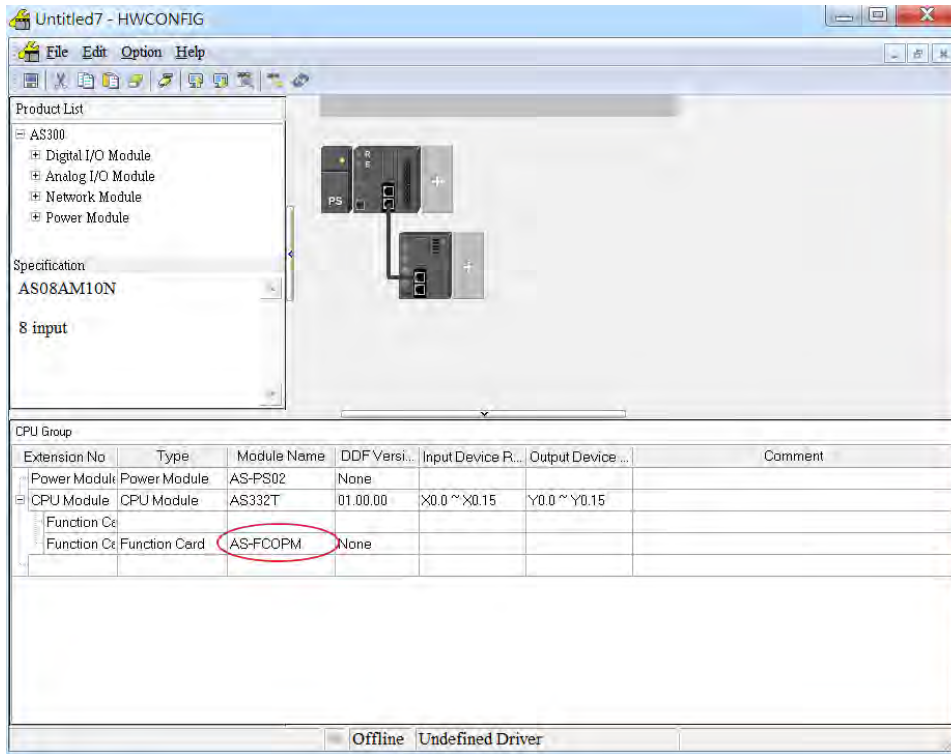 Untitled7 - HWCONFIG
File Edit Option Help
Product List
AS300
Digital I/O Module
Analog I/O Module
Network Module
Power Module
Specification
AS08AM10N
8 input
R
E
PS
CPU Group
Extension No Type Module Name DDF Versi... Input Device R... Output Device ... Comment
Power Module Power Module AS-PS02 None
CPU Module CPU Module AS332T 01.00.00 X0.0 ~ X0.15 Y0.0 ~ Y0.15
Function Ca
Function Ca Function Card AS-FCOPM None
Offline Undefined Driver